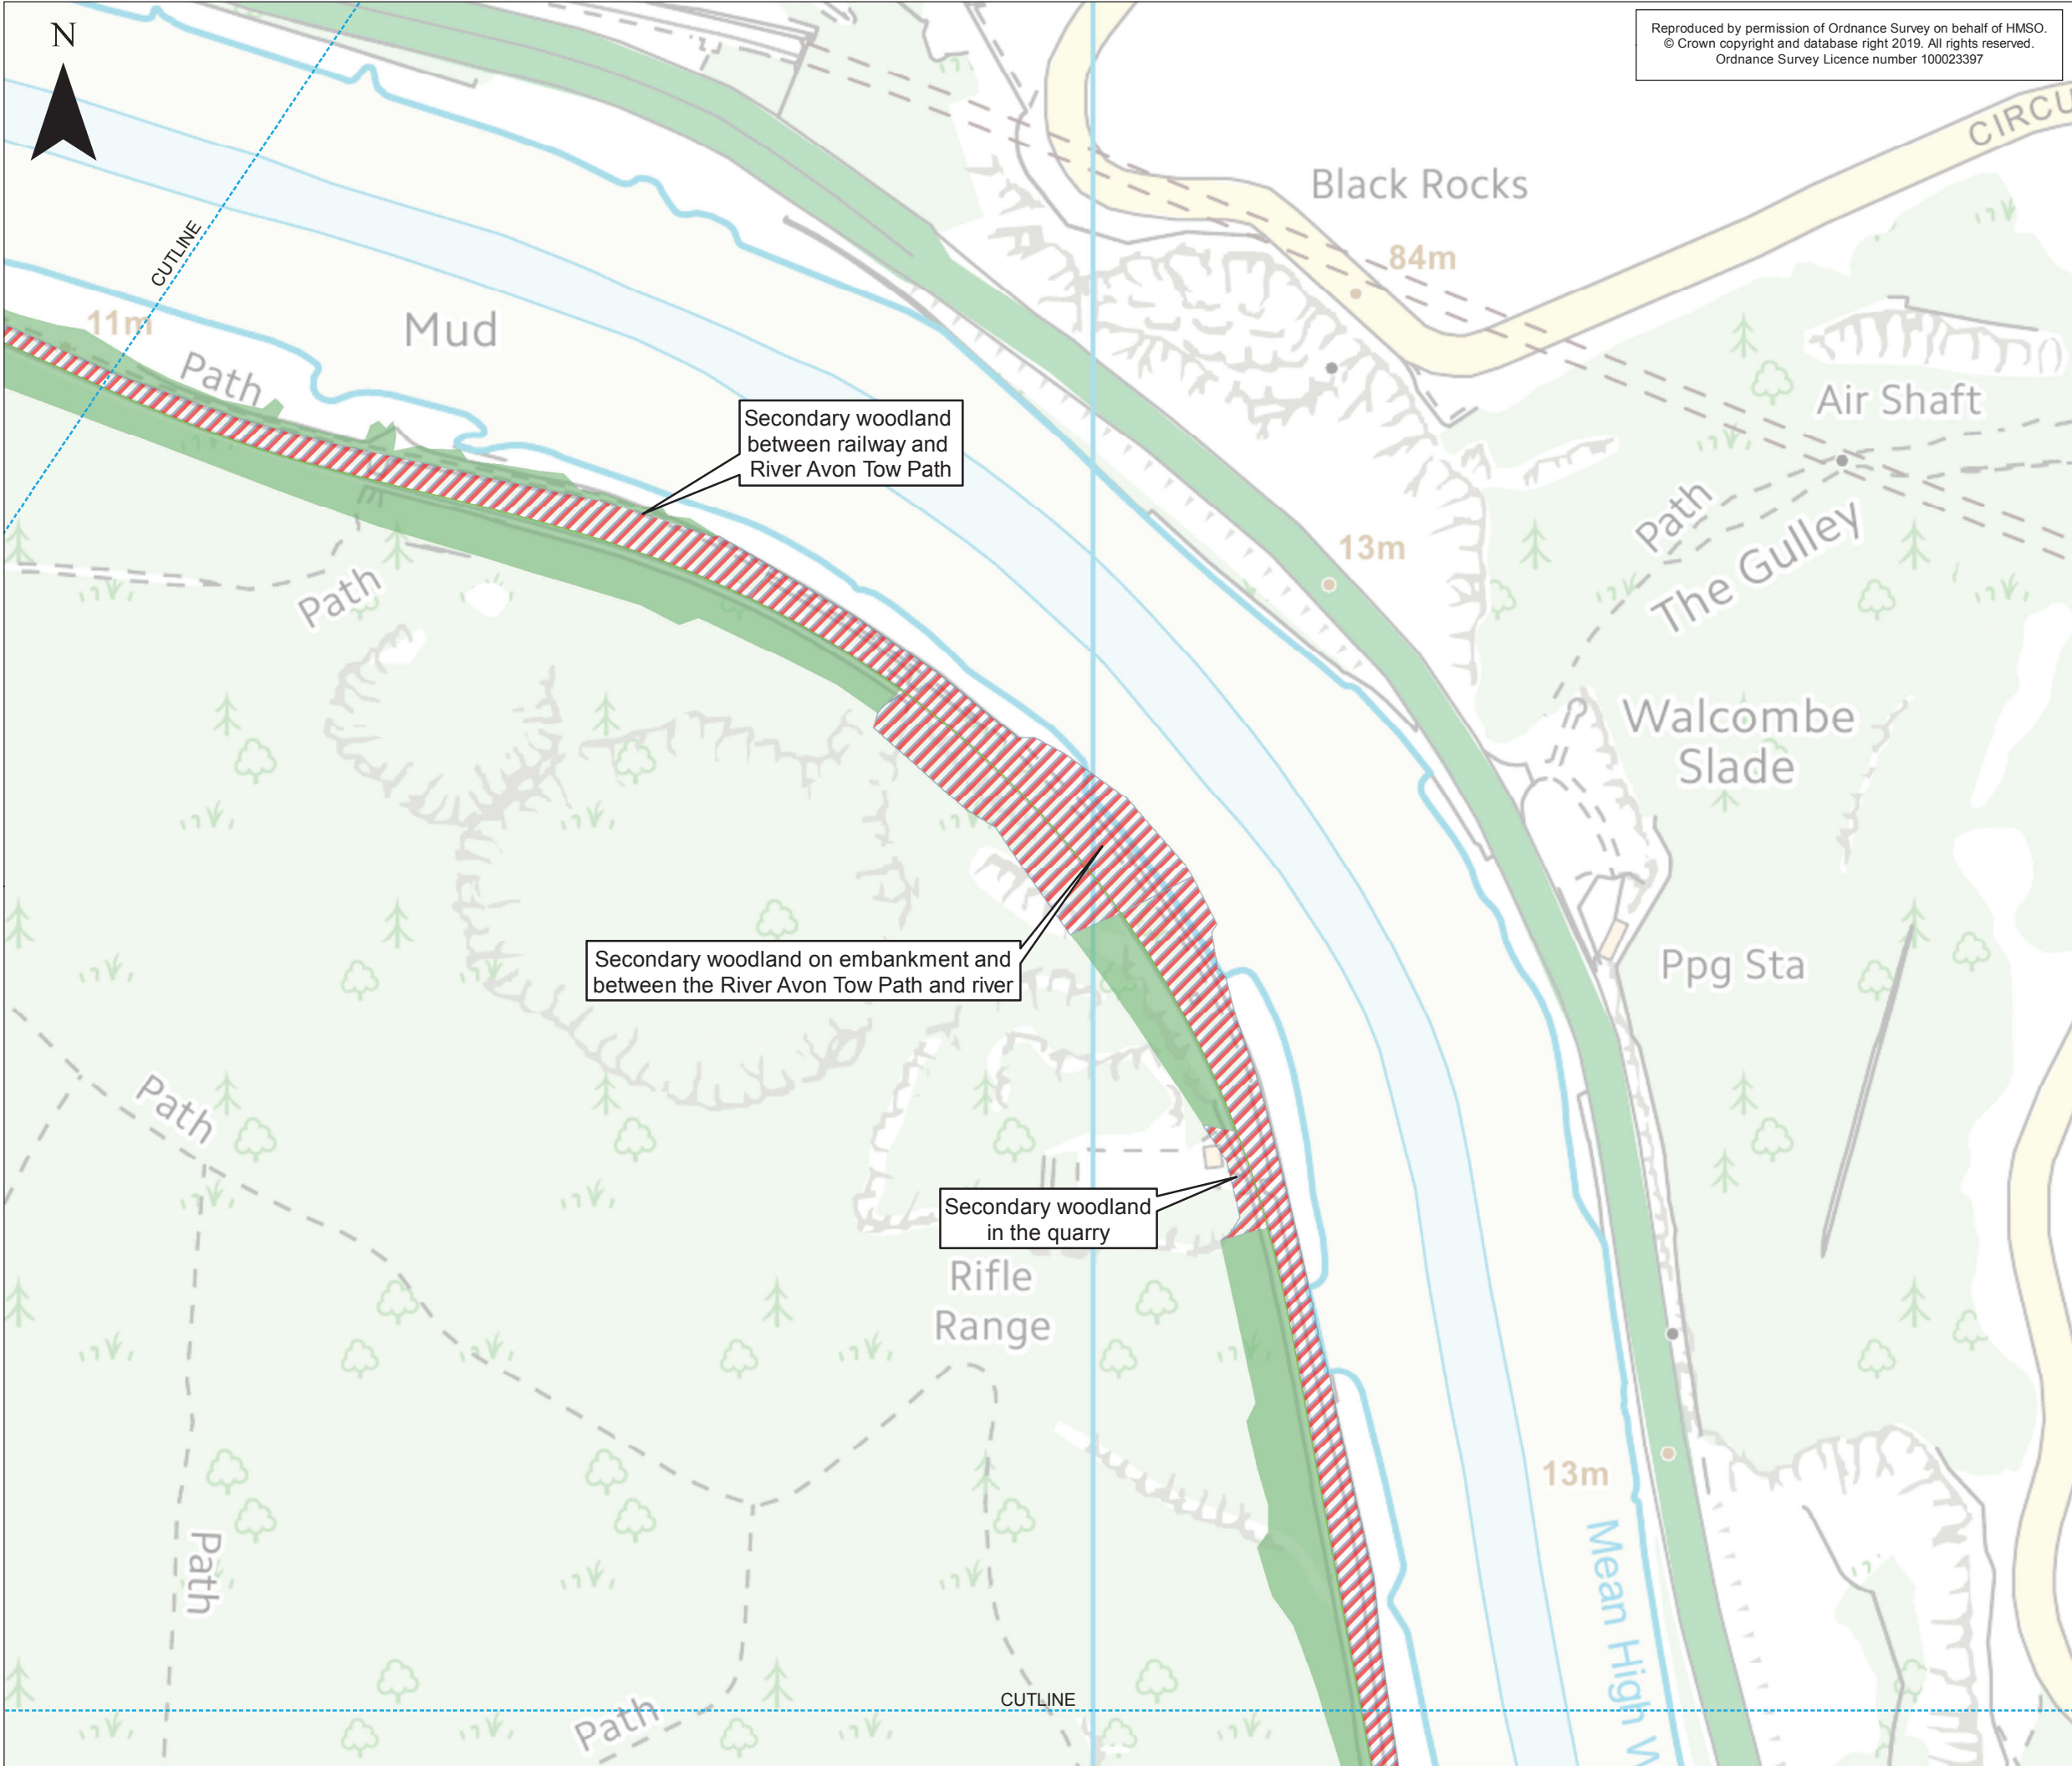 N
Reproduced by permission of Ordnance Survey on behalf of HMSO.
© Crown copyright and database right 2019. All rights reserved.
Ordnance Survey Licence number 100023397
CIRCU
Black Rocks
84m
CUTLINE
11m
Mud
Path
Air Shaft
Secondary woodland
between railway and
River Avon Tow Path
Path
The Gulley
13m
Path
Walcombe
Slade
Secondary woodland on embankment and
between the River Avon Tow Path and river
Ppg Sta
Path
Secondary woodland
in the quarry
Rifle
Range
13m
Path
Mean High W
CUTLINE
Path